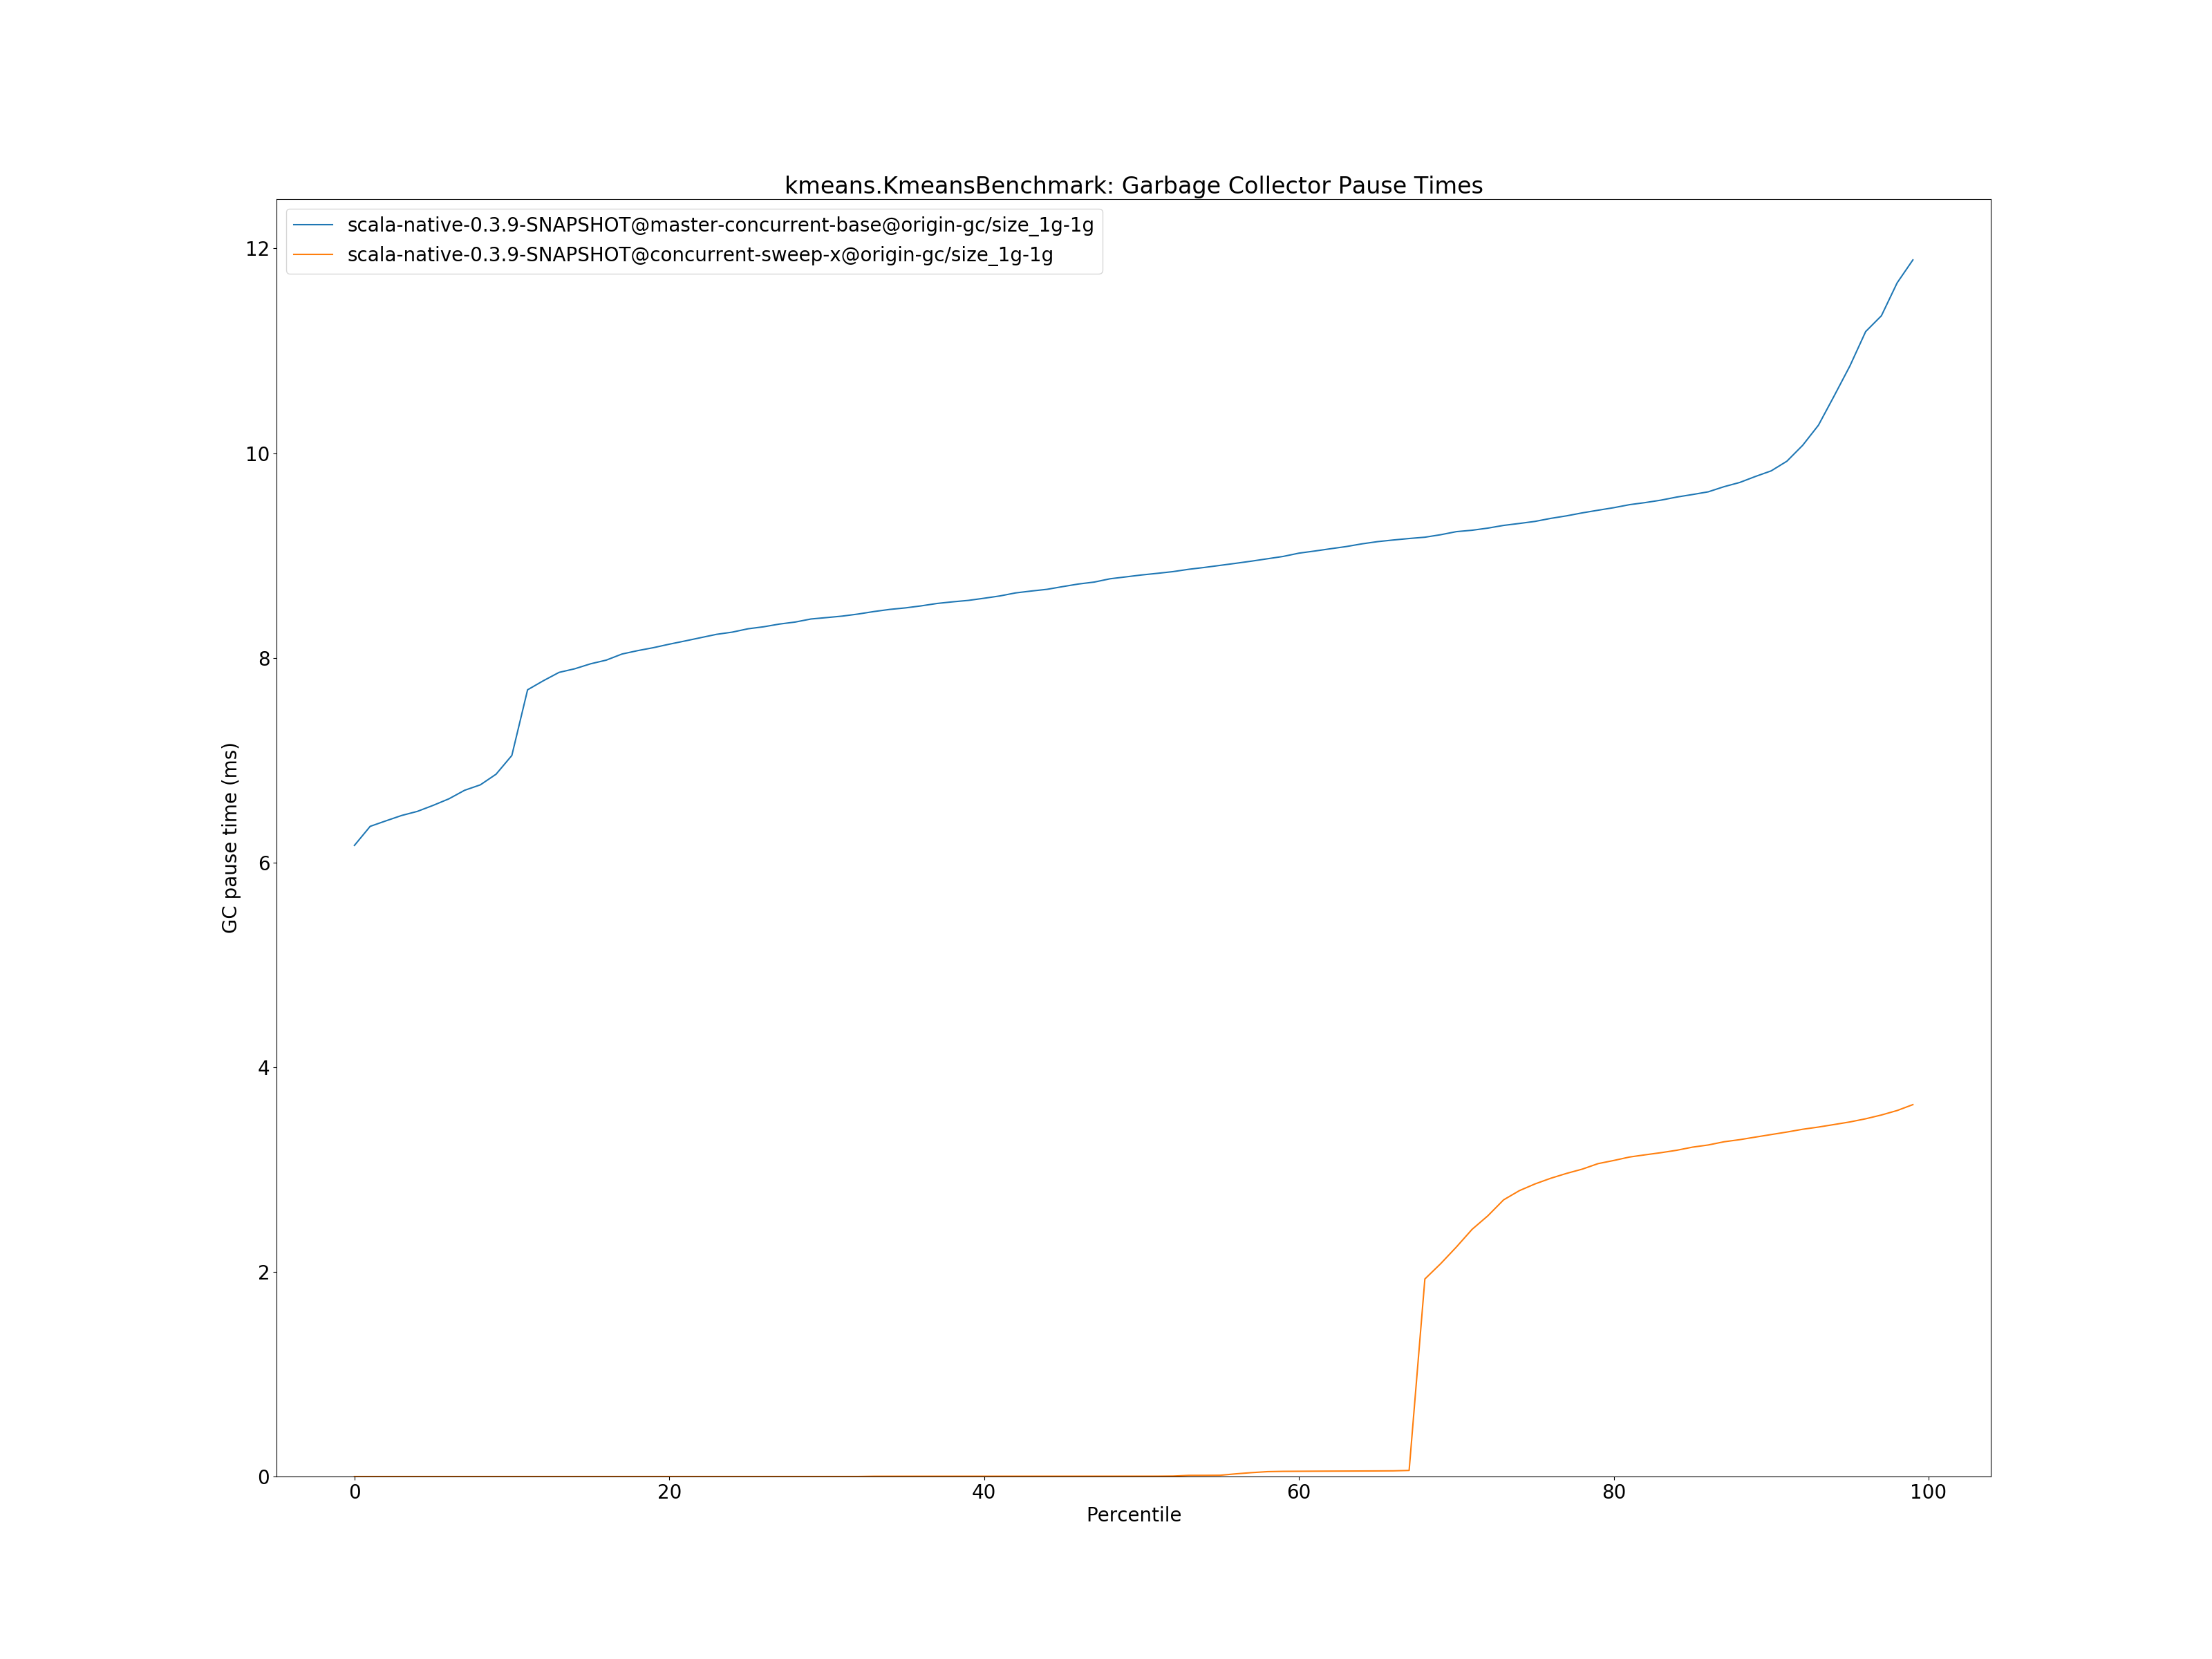 kmeans.KmeansBenchmark: Garbage Collector Pause Times
scala-native-0.3.9-SNAPSHOT@master-concurrent-base@origin-gc/size_1g-1g
scala-native-0.3.9-SNAPSHOT@concurrent-sweep-x@origin-gc/size_1g-1g
12
10
8
6
4
2
0
GC pause time (ms)
0 20 40 60 80 100
Percentile